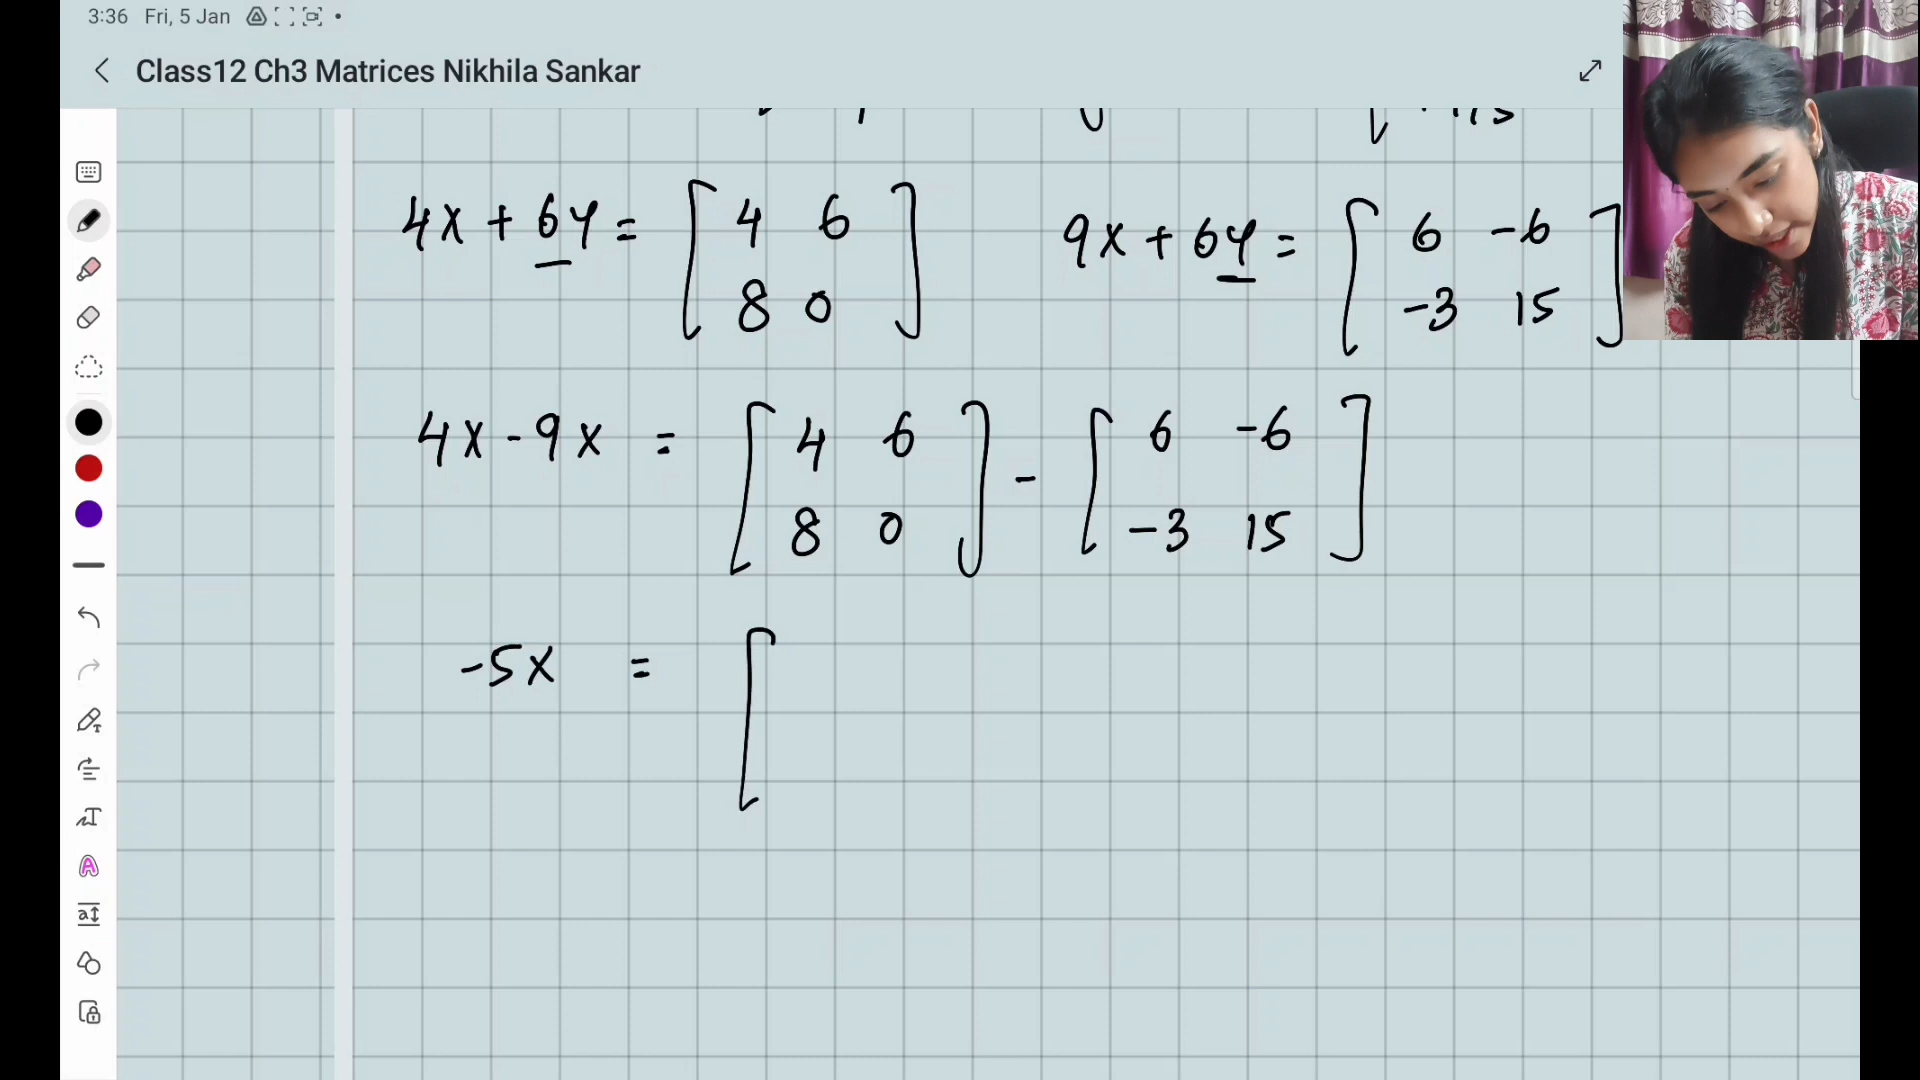 3:36 Fri, 5 Jan
Class12 Ch3 Matrices Nikhila Sankar
4x + 6y = [ 4 6
8 0 ]
9x + 6y = [ 6 -6
-3 15 ]
4x - 9x = [ 4 6
8 0 ] - [ 6 -6
-3 15 ]
-5x = [